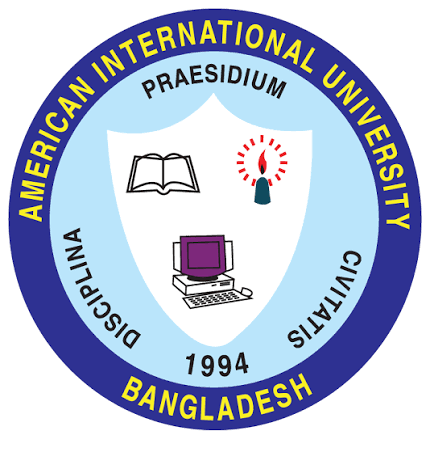 AMERICAN INTERNATIONAL UNIVERSITY
PRAESIDIUM
DISCIPLINA
CIVITATIS
1994
BANGLADESH